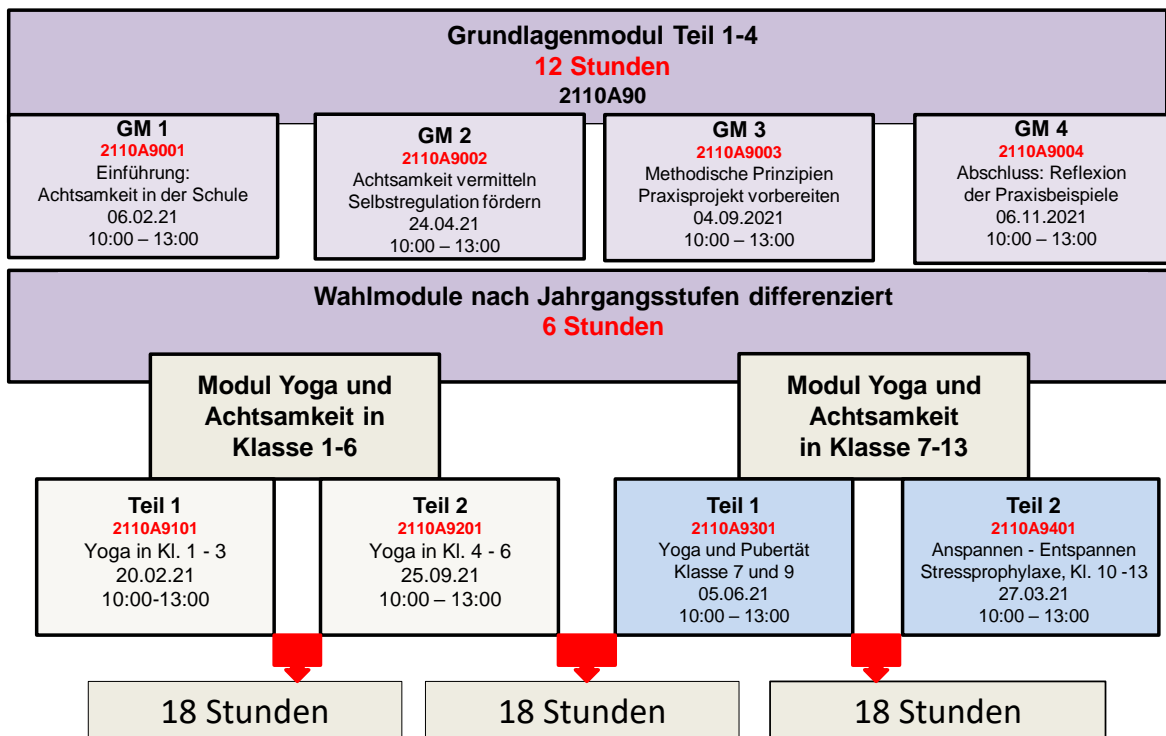 Grundlagenmodul Teil 1-4
12 Stunden
2110A90
GM 1
2110A9001
Einführung:
Achtsamkeit in der Schule
06.02.21
10:00 – 13:00
GM 2
2110A9002
Achtsamkeit vermitteln
Selbstregulation fördern
24.04.21
10:00 – 13:00
GM 3
2110A9003
Methodische Prinzipien
Praxisprojekt vorbereiten
04.09.2021
10:00 – 13:00
GM 4
2110A9004
Abschluss: Reflexion
der Praxisbeispiele
06.11.2021
10:00 – 13:00
Wahlmodule nach Jahrgangsstufen differenziert
6 Stunden
Modul Yoga und
Achtsamkeit in
Klasse 1-6
Modul Yoga und
Achtsamkeit
in Klasse 7-13
Teil 1
2110A9101
Yoga in Kl. 1 - 3
20.02.21
10:00-13:00
Teil 2
2110A9201
Yoga in Kl. 4 - 6
25.09.21
10:00 – 13:00
Teil 1
2110A9301
Yoga und Pubertät
Klasse 7 und 9
05.06.21
10:00 – 13:00
Teil 2
2110A9401
Anspannen - Entspannen
Stressprophylaxe, Kl. 10 -13
27.03.21
10:00 – 13:00
18 Stunden
18 Stunden
18 Stunden